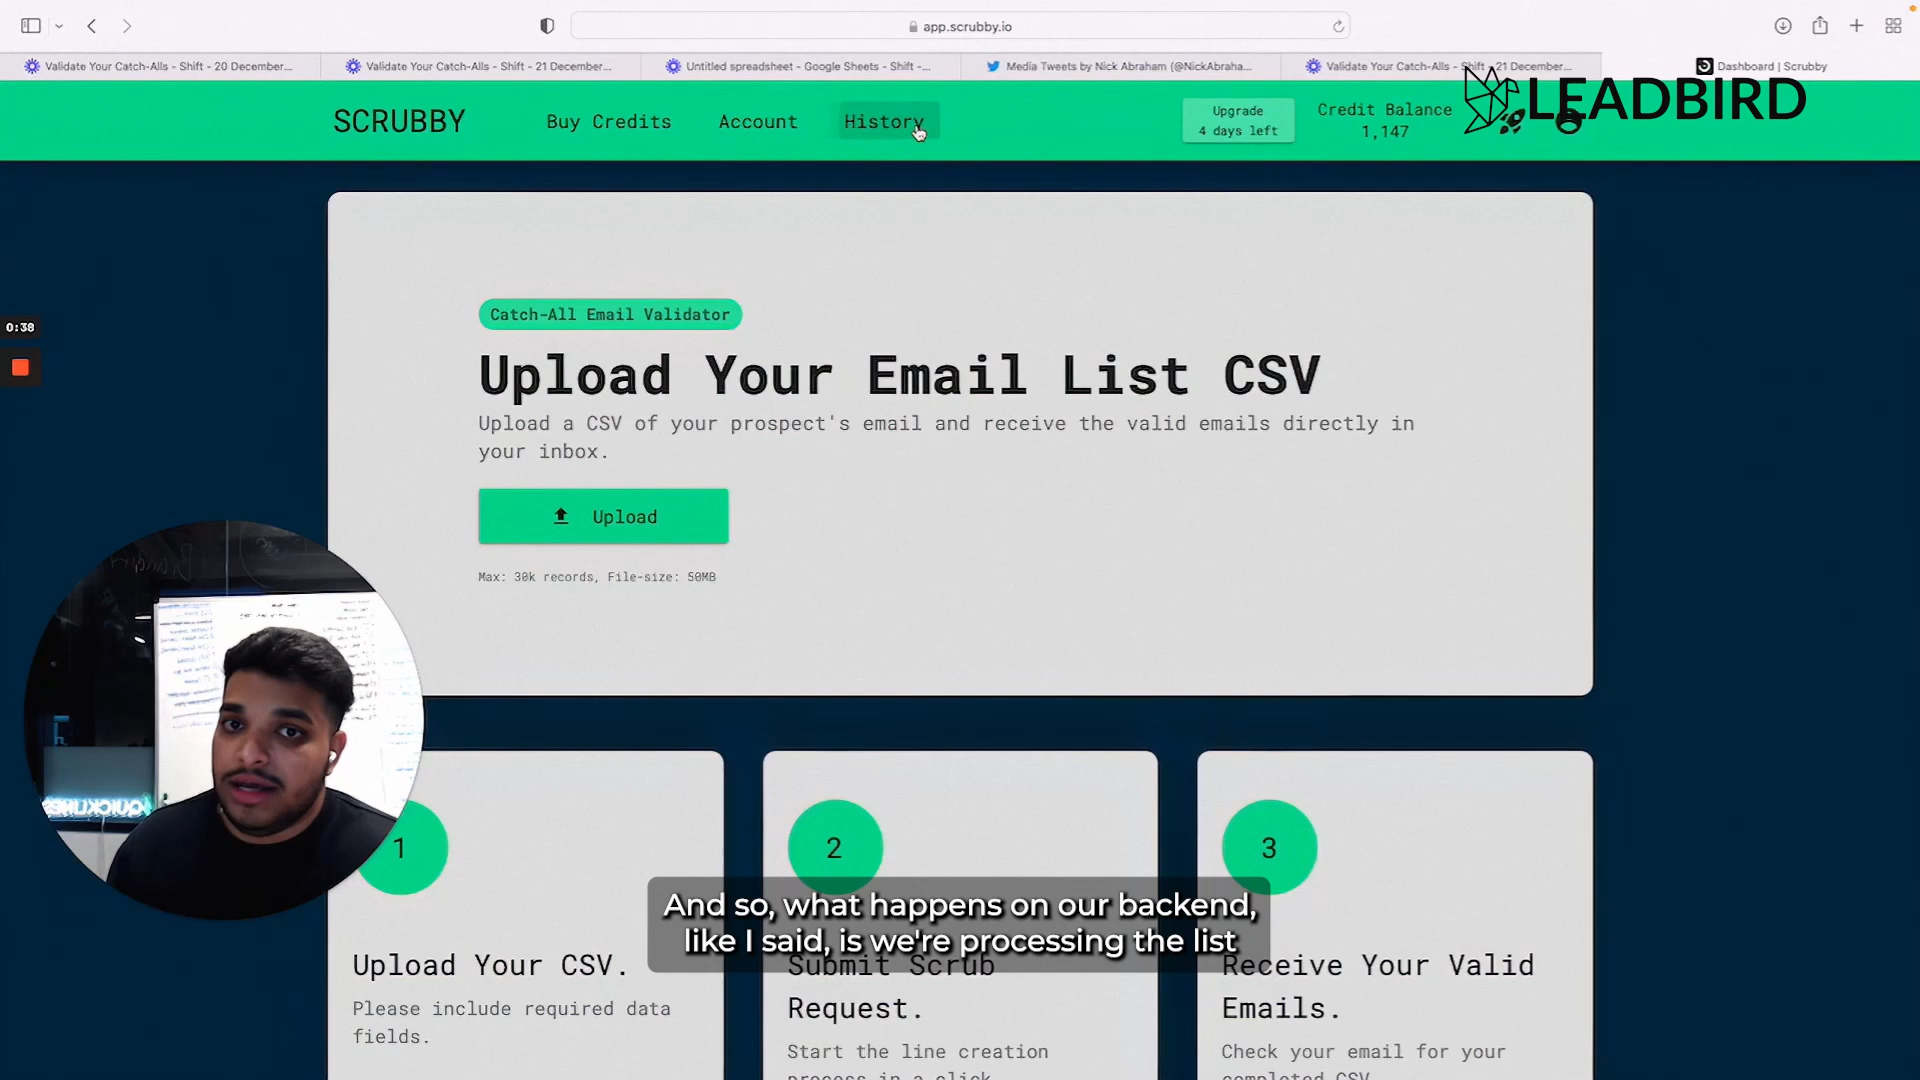 app.scrubby.io
Validate Your Catch-Alls - Shift - 20 December...
Validate Your Catch-Alls - Shift - 21 December...
Untitled spreadsheet - Google Sheets - Shift -...
Media Tweets by Nick Abraham (@NickAbraha...
Validate Your Catch-Alls - Shift - 21 December...
Dashboard | Scrubby
SCRUBBY
Buy Credits
Account
History
Upgrade
4 days left
Credit Balance
1,147
LEADBIRD
Catch-All Email Validator
Upload Your Email List CSV
Upload a CSV of your prospect's email and receive the valid emails directly in
your inbox.
Upload
Max: 30k records, File-size: 50MB
0:38
1
2
3
And so, what happens on our backend,
like I said, is we're processing the list
Upload Your CSV.
Please include required data
fields.
Submit Scrub
Request.
Start the line creation
process in a click
Receive Your Valid
Emails.
Check your email for your
completed CSV